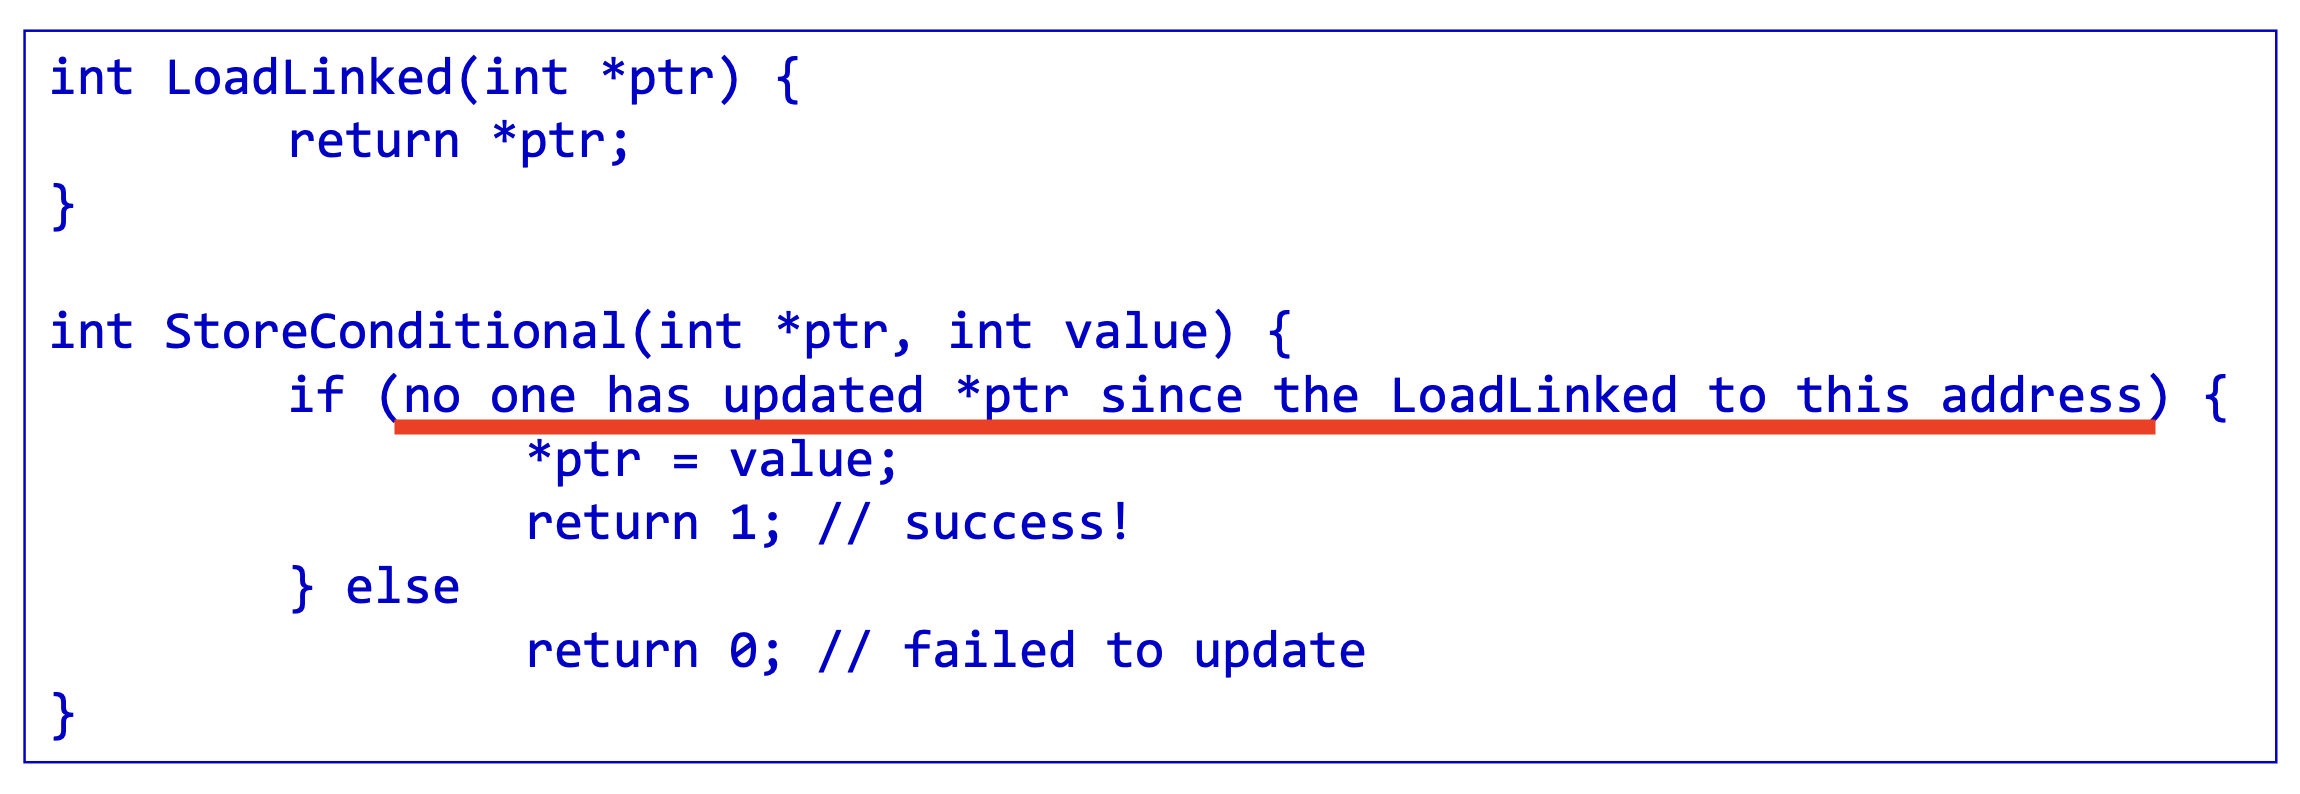 int LoadLinked(int *ptr) {
return *ptr;
}
int StoreConditional(int *ptr, int value) {
if (no one has updated *ptr since the LoadLinked to this address) {
*ptr = value;
return 1; // success!
} else
return 0; // failed to update
}